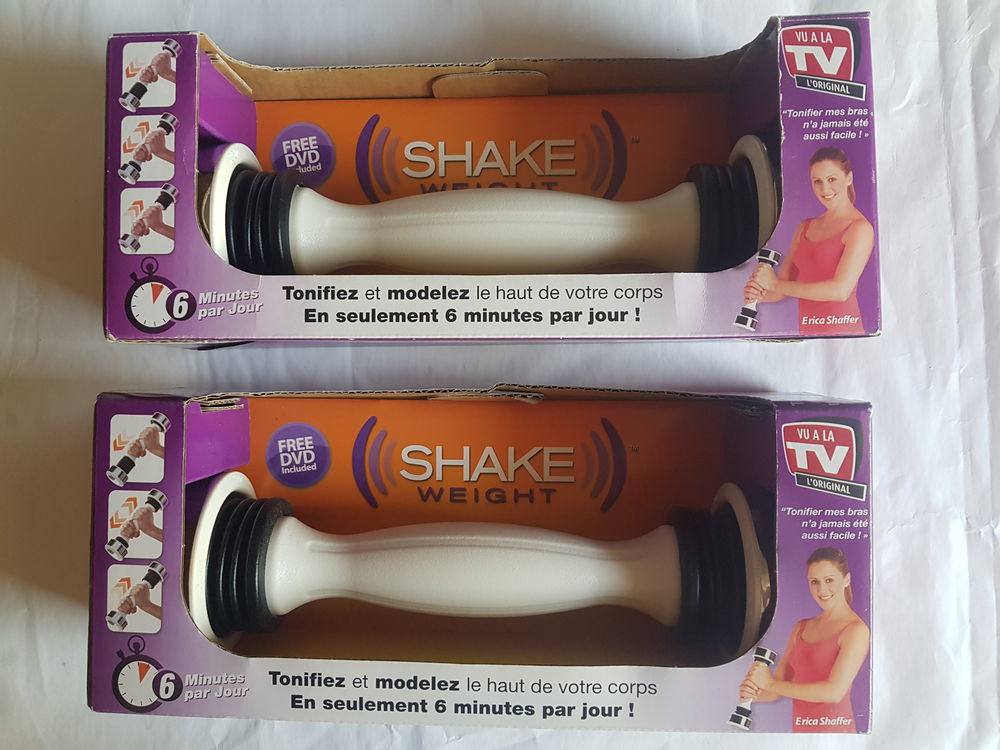 VU A LA
TV
L'ORIGINAL
"Tonifier mes bras
n'a jamais été
aussi facile ! »
FREE
DVD
SHAKE
WEIGHT
™
6 Minutes
par Jour
Tonifiez et modelez le haut de votre corps
En seulement 6 minutes par jour !
Erica Shaffer
VU A LA
TV
L'ORIGINAL
"Tonifier mes bras
n'a jamais été
aussi facile ! »
FREE
DVD
Included
SHAKE
WEIGHT
™
6 Minutes
par Jour
Tonifiez et modelez le haut de votre corps
En seulement 6 minutes par jour !
Erica Shaffer